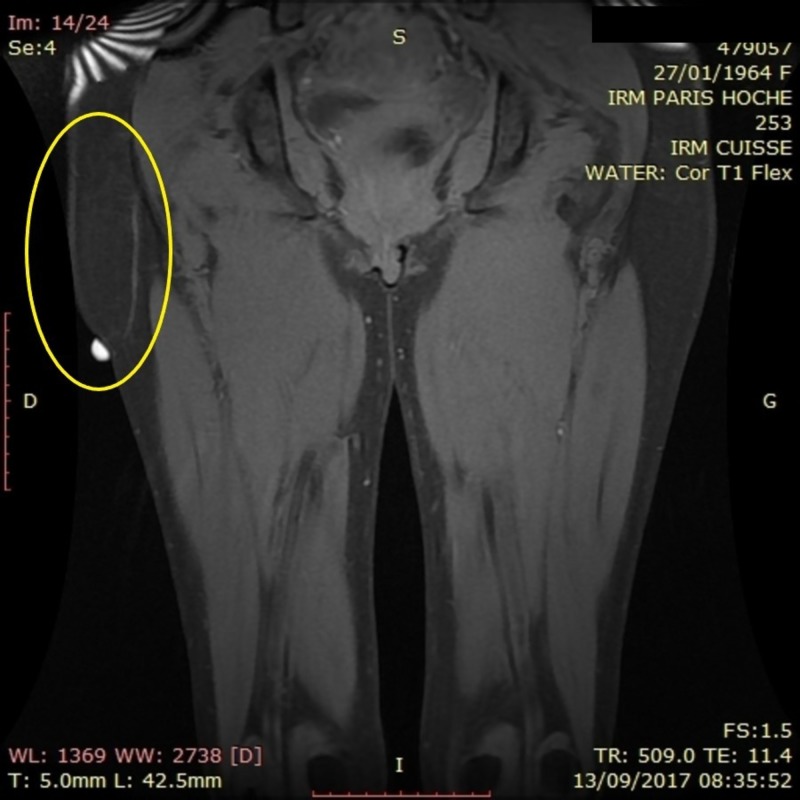 Im: 14/24
Se:4
S
479057
27/01/1964 F
IRM PARIS HOCHE
253
IRM CUISSE
WATER: Cor T1 Flex
D
G
I
WL: 1369 WW: 2738 [D]
T: 5.0mm L: 42.5mm
FS:1.5
TR: 509.0 TE: 11.4
13/09/2017 08:35:52